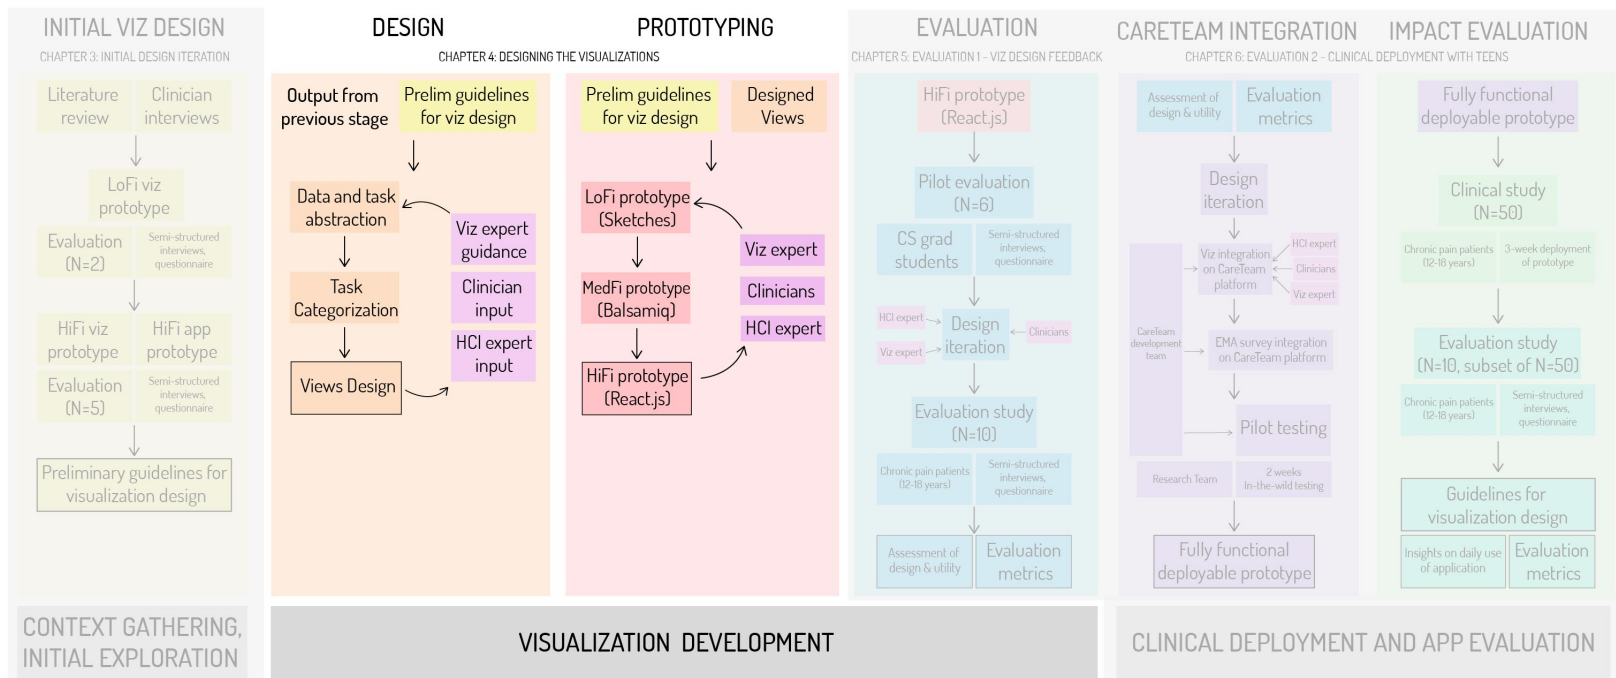 INITIAL VIZ DESIGN
CHAPTER 3: INITIAL DESIGN ITERATION
Literature
review
Clinician
interviews
LoFi viz
prototype
Evaluation
(N=2)
Semi-structured
interviews,
questionnaire
HiFi viz
prototype
HiFi app
prototype
Evaluation
(N=5)
Semi-structured
interviews,
questionnaire
Preliminary guidelines for
visualization design
DESIGN
PROTOTYPING
CHAPTER 4: DESIGNING THE VISUALIZATIONS
Output from
previous stage
Prelim guidelines
for viz design
Data and task
abstraction
Viz expert
guidance
Task
Categorization
Clinician
input
HCI expert
input
Views Design
Prelim guidelines
for viz design
Designed
Views
LoFi prototype
(Sketches)
Viz expert
MedFi prototype
(Balsamiq)
Clinicians
HCI expert
HiFi prototype
(React.js)
EVALUATION
CHAPTER 5: EVALUATION 1 - VIZ DESIGN FEEDBACK
HiFi prototype
(React.js)
Pilot evaluation
(N=6)
CS grad
students
Semi-structured
interviews,
questionnaire
HCI expert
Viz expert
Design
iteration
Clinicians
Evaluation study
(N=10)
Chronic pain patients
(12-18 years)
Semi-structured
interviews,
questionnaire
Assessment of
design & utility
Evaluation
metrics
CARETEAM INTEGRATION
IMPACT EVALUATION
CHAPTER 6: EVALUATION 2 - CLINICAL DEPLOYMENT WITH TEENS
Assessment of
design & utility
Evaluation
metrics
Design
iteration
Viz integration
on CareTeam
platform
HCI expert
Clinicians
Viz expert
CareTeam
development
team
EMA survey integration
on CareTeam platform
Pilot testing
Research Team
2 weeks
In-the-wild testing
Fully functional
deployable prototype
Fully functional
deployable prototype
Clinical study
(N=50)
Chronic pain patients
(12-18 years)
3-week deployment
of prototype
Evaluation study
(N=10, subset of N=50)
Chronic pain patients
(12-18 years)
Semi-structured
interviews,
questionnaire
Guidelines for
visualization design
Insights on daily use
of application
Evaluation
metrics
CONTEXT GATHERING,
INITIAL EXPLORATION
VISUALIZATION DEVELOPMENT
CLINICAL DEPLOYMENT AND APP EVALUATION